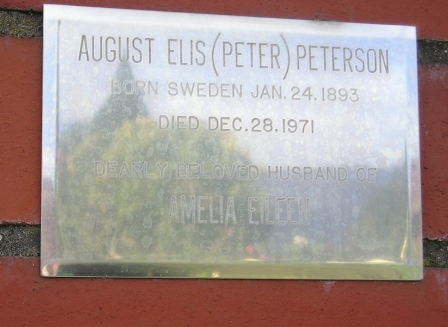 AUGUST ELIS (PETER) PETERSON
BORN SWEDEN JAN. 24. 1893
DIED DEC. 28. 1971
DEARLY BELOVED HUSBAND OF
AMELIA EILEEN